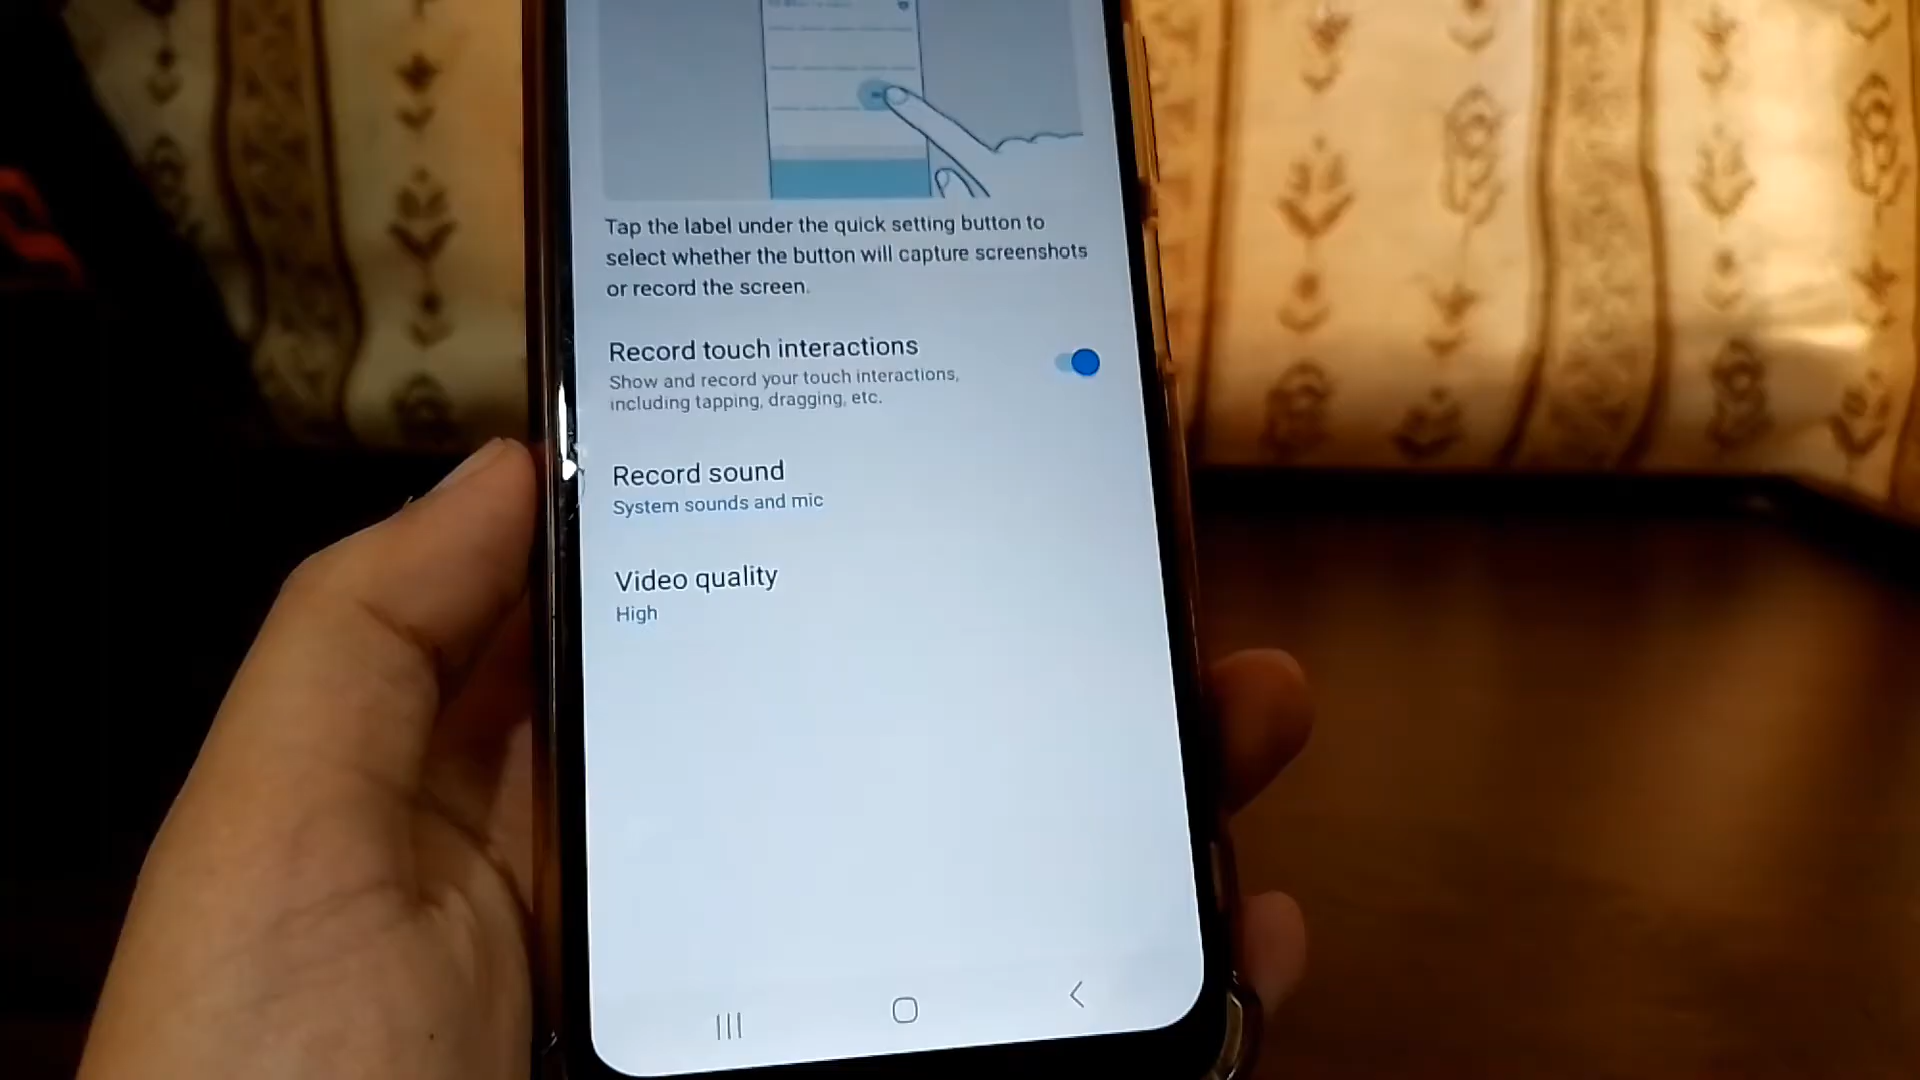 Tap the label under the quick setting button to
select whether the button will capture screenshots
or record the screen.
Record touch interactions
Show and record your touch interactions,
including tapping, dragging, etc.
Record sound
System sounds and mic
Video quality
High